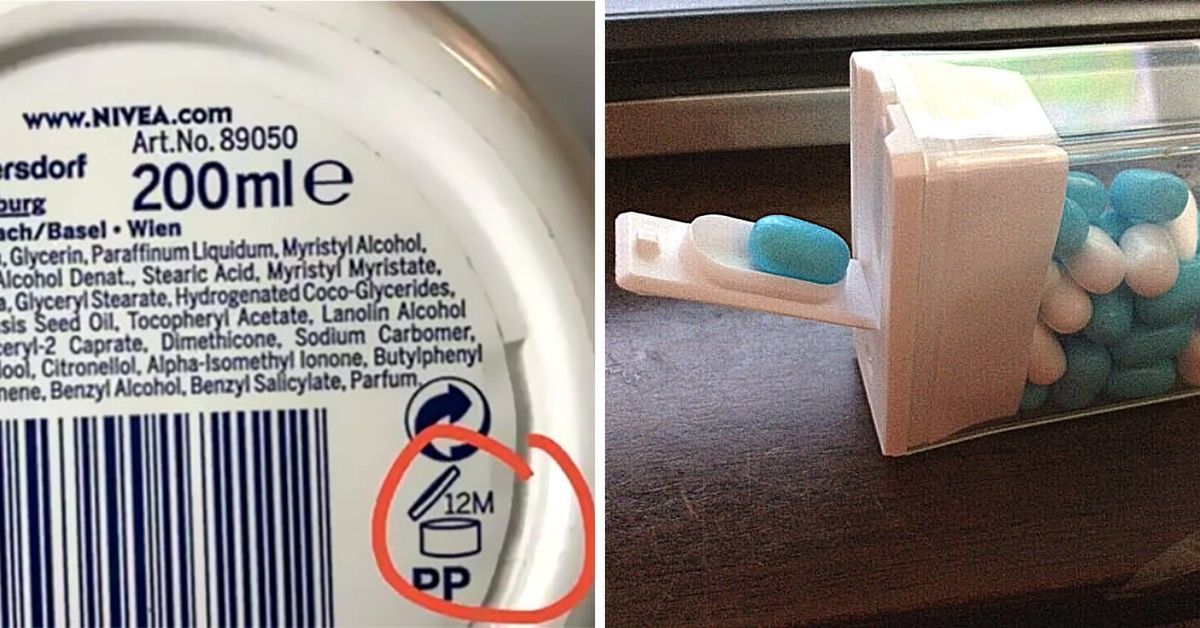 www.NIVEA.com
Art.No. 89050
ersdorf
200ml e
burg
ach/Basel • Wien
, Glycerin, Paraffinum Liquidum, Myristyl Alcohol,
Alcohol Denat., Stearic Acid, Myristyl Myristate,
a, Glyceryl Stearate, Hydrogenated Coco-Glycerides,
sis Seed Oil, Tocopheryl Acetate, Lanolin Alcohol
ceryl-2 Caprate, Dimethicone, Sodium Carbomer,
lool, Citronellol, Alpha-Isomethyl Ionone, Butylphenyl
nene, Benzyl Alcohol, Benzyl Salicylate, Parfum.
12M
PP